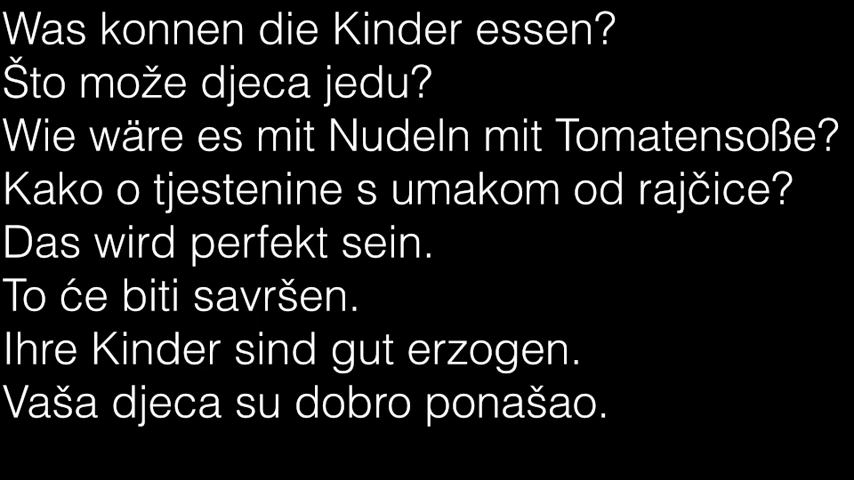 Was konnen die Kinder essen?
Što može djeca jedu?
Wie wäre es mit Nudeln mit Tomatensoße?
Kako o tjestenine s umakom od rajčice?
Das wird perfekt sein.
To će biti savršen.
Ihre Kinder sind gut erzogen.
Vaša djeca su dobro ponašao.